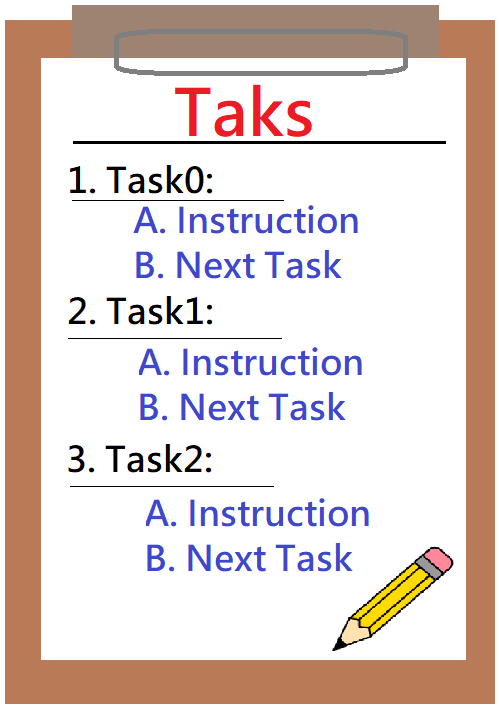 Taks
1. Task0:
A. Instruction
B. Next Task
2. Task1:
A. Instruction
B. Next Task
3. Task2:
A. Instruction
B. Next Task